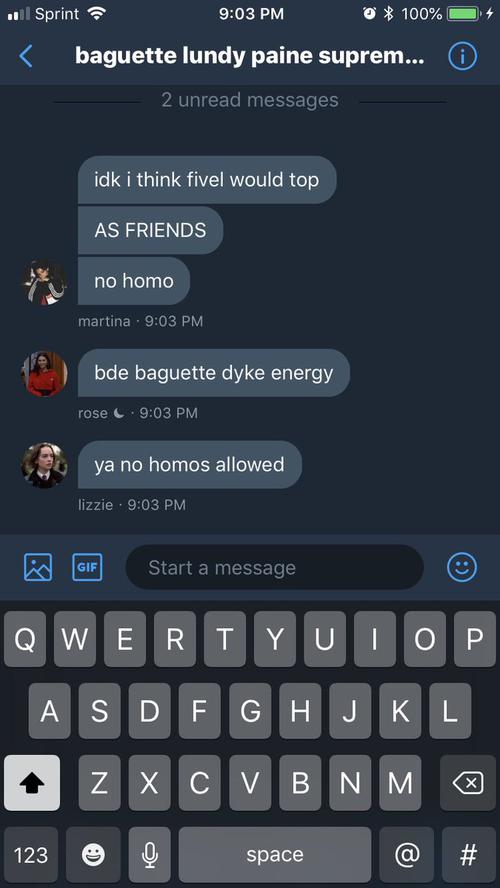 Sprint 9:03 PM 100%
baguette lundy paine suprem...
2 unread messages
idk i think fivel would top
AS FRIENDS
no homo
martina · 9:03 PM
bde baguette dyke energy
rose · 9:03 PM
ya no homos allowed
lizzie · 9:03 PM
GIF Start a message
Q W E R T Y U I O P
A S D F G H J K L
Z X C V B N M
123 space @ #